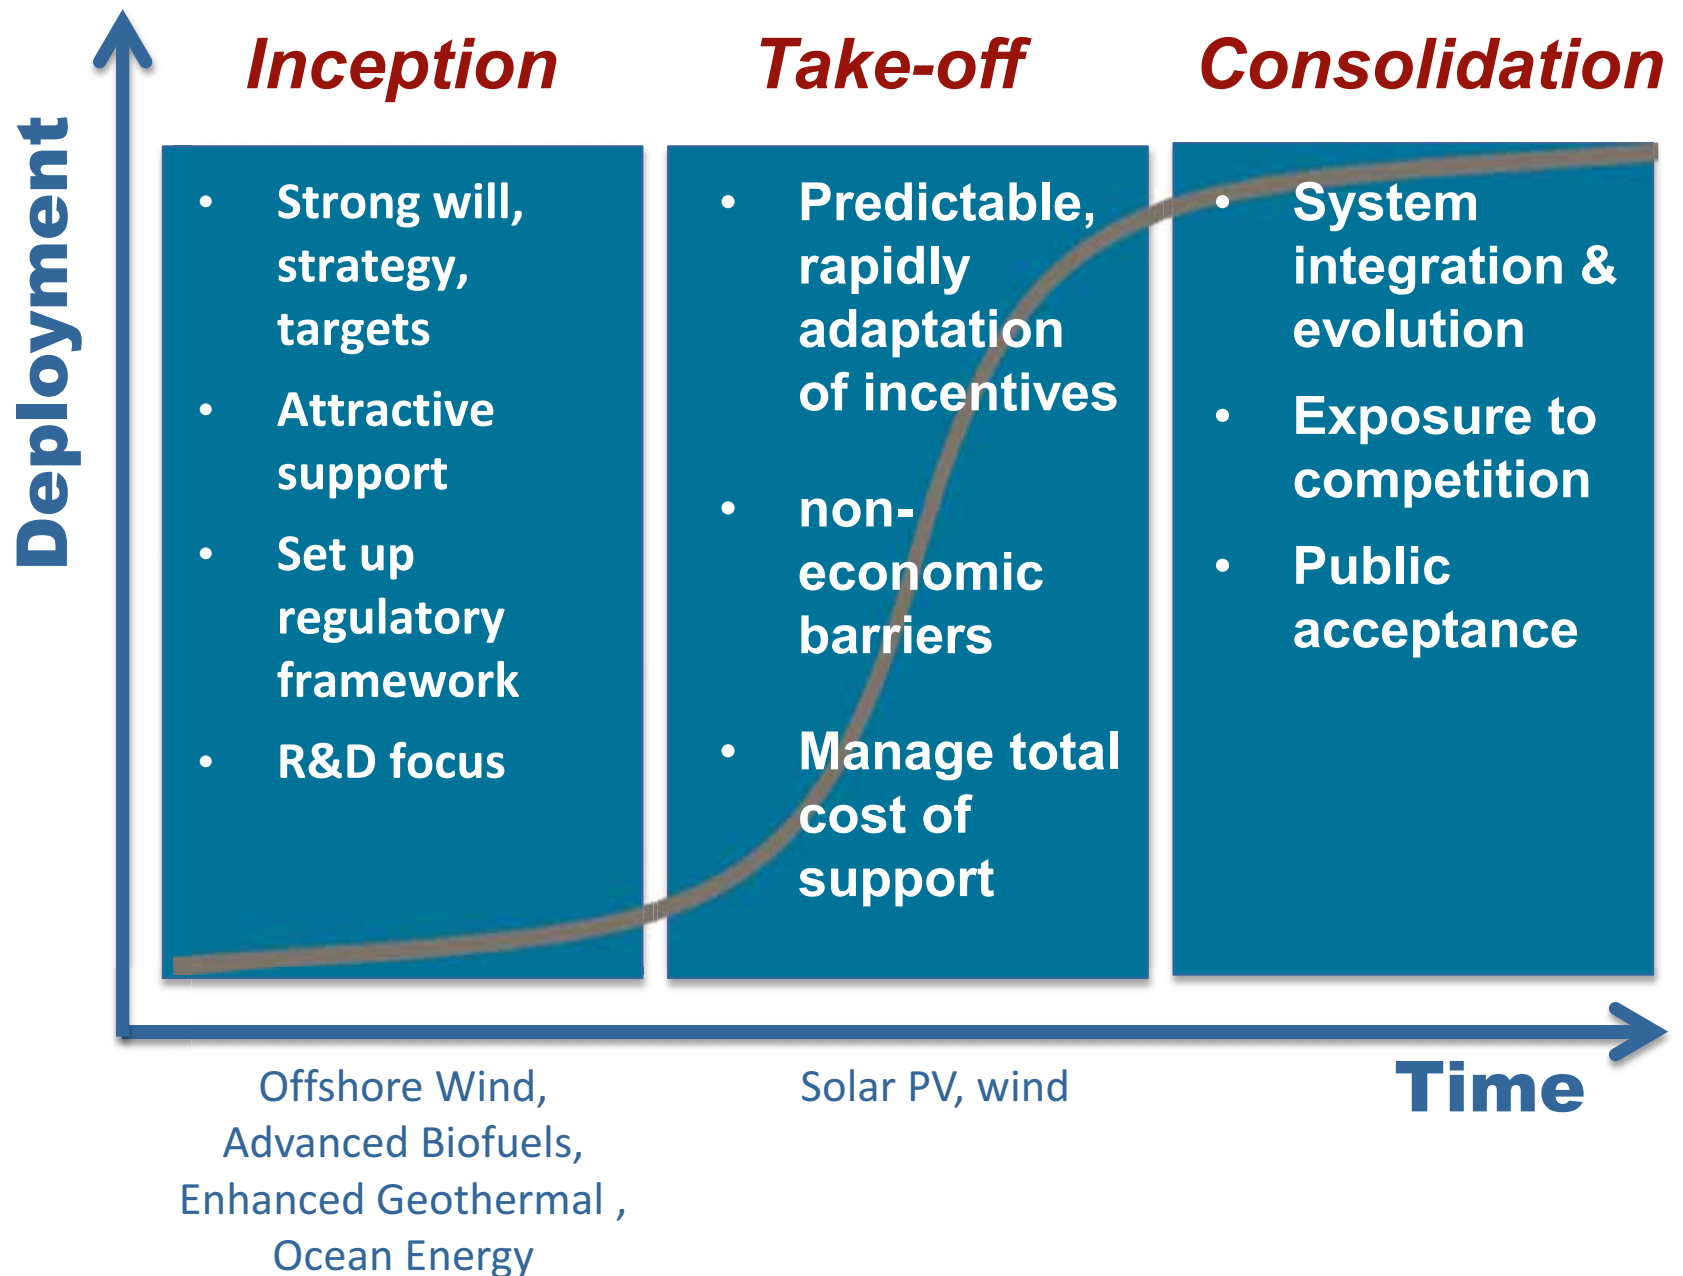 Deployment
Inception
• Strong will,
strategy,
targets
• Attractive
support
• Set up
regulatory
framework
• R&D focus
Take-off
• Predictable,
rapidly
adaptation
of incentives
• non-
economic
barriers
• Manage total
cost of
support
Consolidation
• System
integration &
evolution
• Exposure to
competition
• Public
acceptance
Time
Offshore Wind,
Advanced Biofuels,
Enhanced Geothermal ,
Ocean Energy
Solar PV, wind